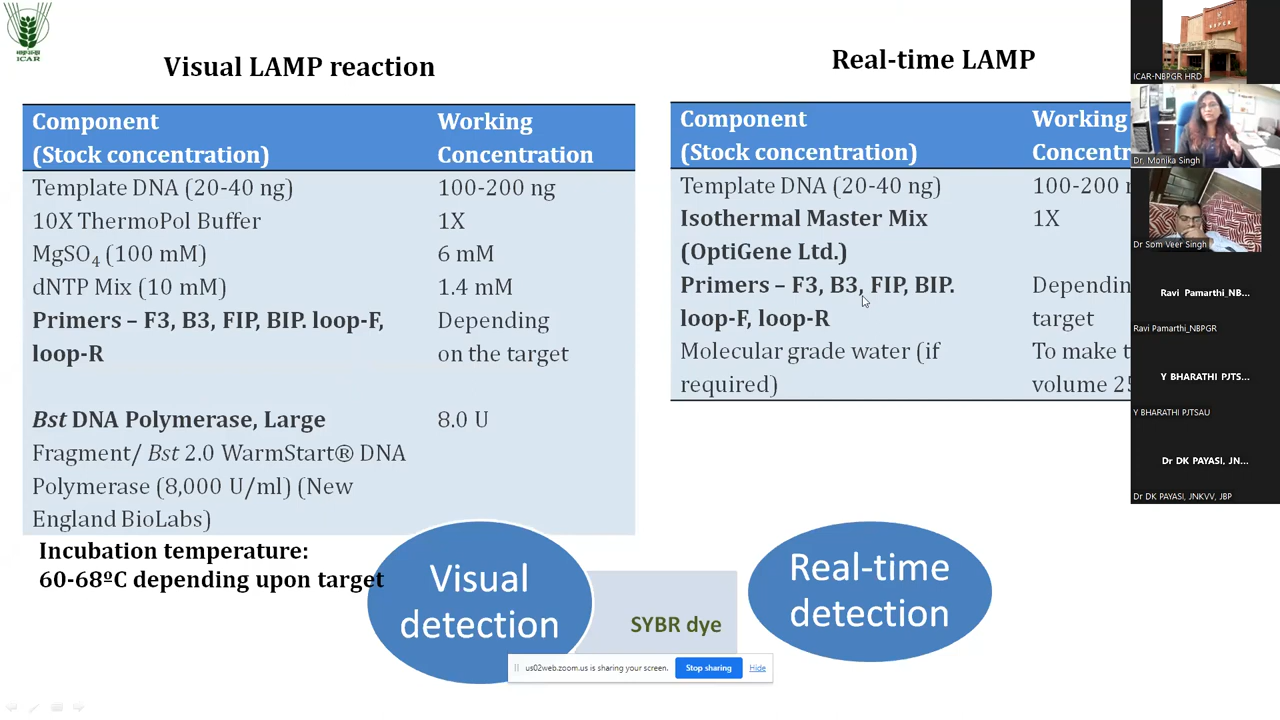 ICAR
Visual LAMP reaction
Component
(Stock concentration)
Working
Concentration
Template DNA (20-40 ng)
100-200 ng
10X ThermoPol Buffer
1X
MgSO4 (100 mM)
6 mM
dNTP Mix (10 mM)
1.4 mM
Primers – F3, B3, FIP, BIP. loop-F,
loop-R
Depending
on the target
Bst DNA Polymerase, Large
Fragment/ Bst 2.0 WarmStart® DNA
Polymerase (8,000 U/ml) (New
England BioLabs)
8.0 U
Incubation temperature:
60-68ºC depending upon target
Real-time LAMP
Component
(Stock concentration)
Working
Concentr
Template DNA (20-40 ng)
100-200 n
Isothermal Master Mix
(OptiGene Ltd.)
1X
Primers – F3, B3, FIP, BIP.
loop-F, loop-R
Dependin
target
Molecular grade water (if
required)
To make t
volume 25
Visual
detection
SYBR dye
Real-time
detection
us02web.zoom.us is sharing your screen.
Stop sharing
Hide
ICAR-NBPGR HRD
Dr. Monika Singh
Dr Som Veer Singh
Ravi Pamarthi_NB...
Ravi Pamarthi_NBPGR
Y BHARATHI PJTS...
Y BHARATHI PJTSAU
Dr DK PAYASI, JN...
Dr DK PAYASI, JNKVV, JBP